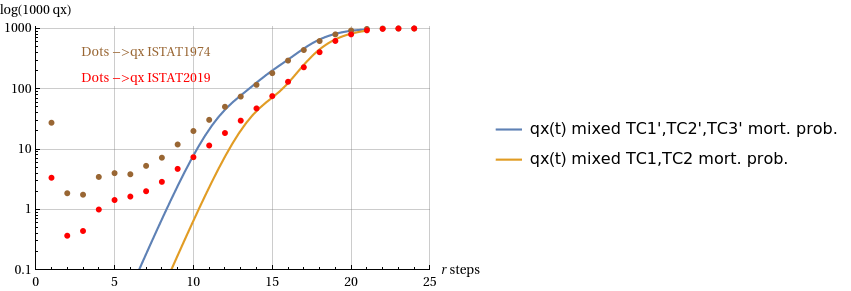 log(1000 qx)
1000
Dots −>qx ISTAT1974
Dots −>qx ISTAT2019
100
10
1
0.1
0 5 10 15 20 25
r steps
qx(t) mixed TC1',TC2',TC3' mort. prob.
qx(t) mixed TC1,TC2 mort. prob.